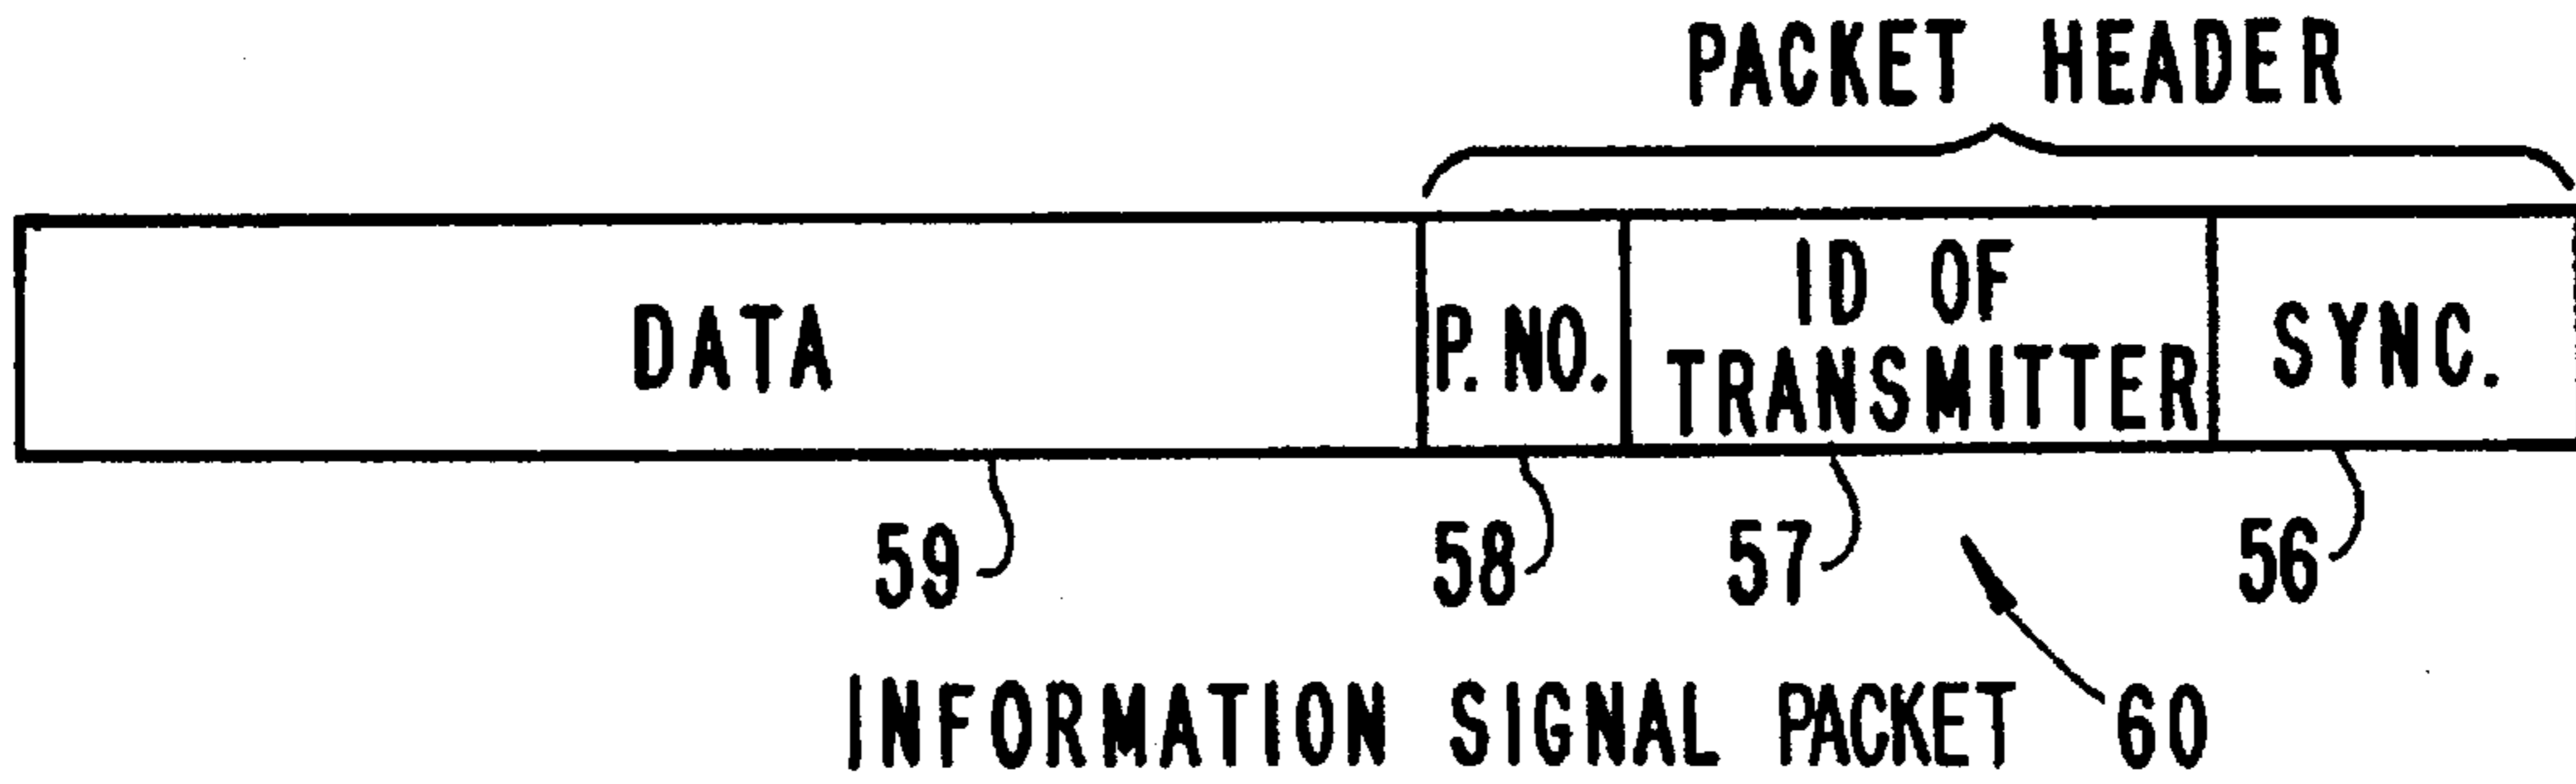 PACKET HEADER
DATA
P. NO.
ID OF
TRANSMITTER
SYNC.
59
58
57
56
INFORMATION SIGNAL PACKET
60